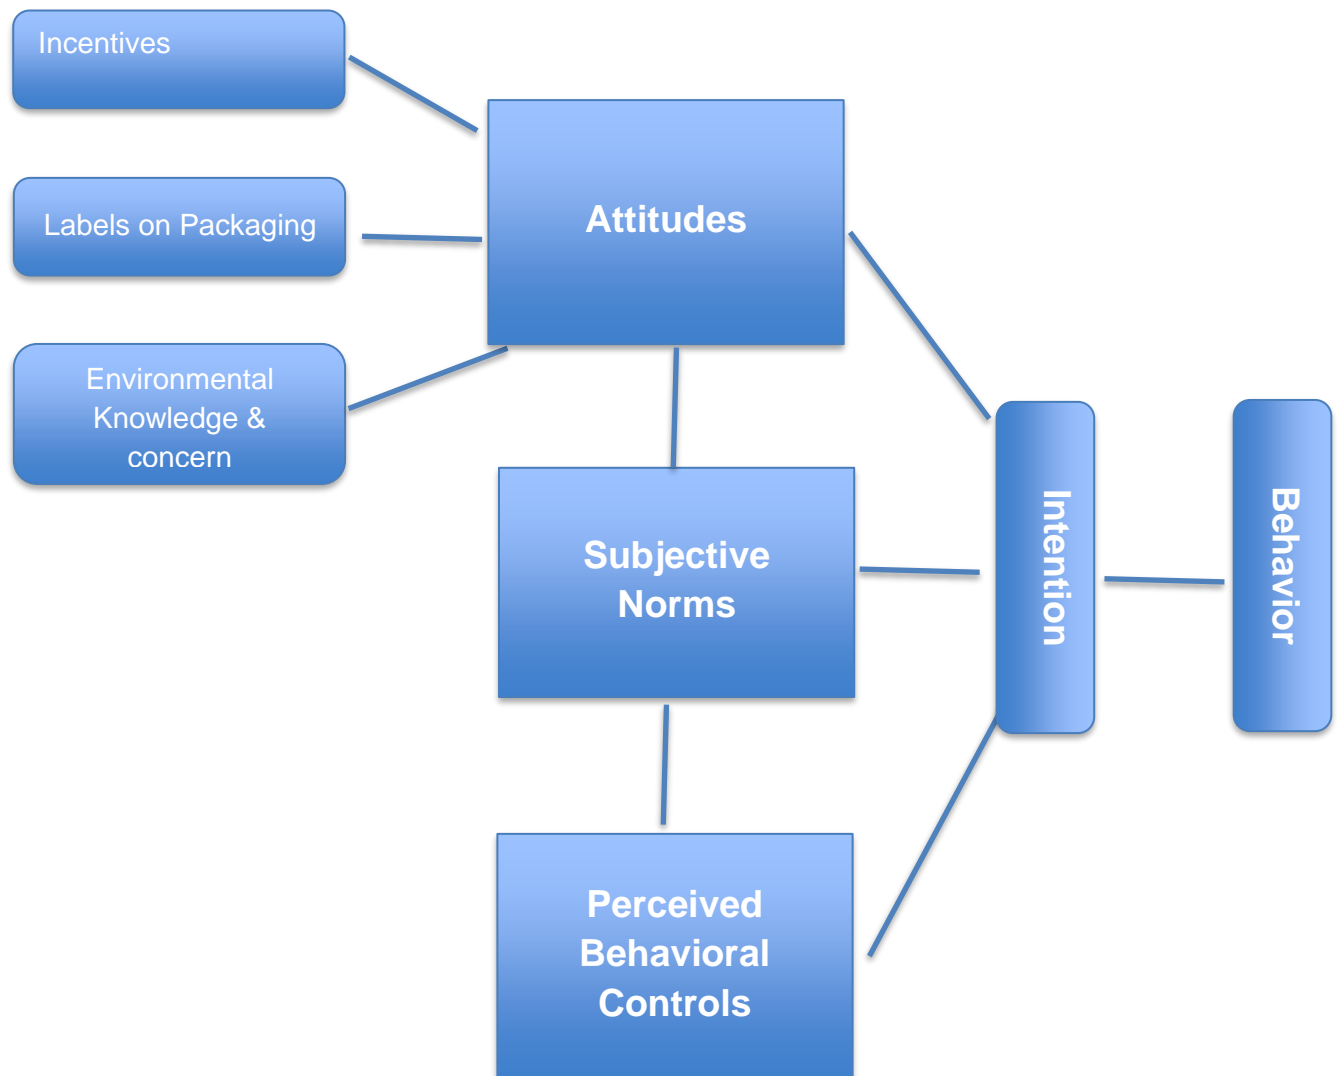 Incentives
Labels on Packaging
Environmental
Knowledge &
concern
Attitudes
Subjective
Norms
Perceived
Behavioral
Controls
Intention
Behavior